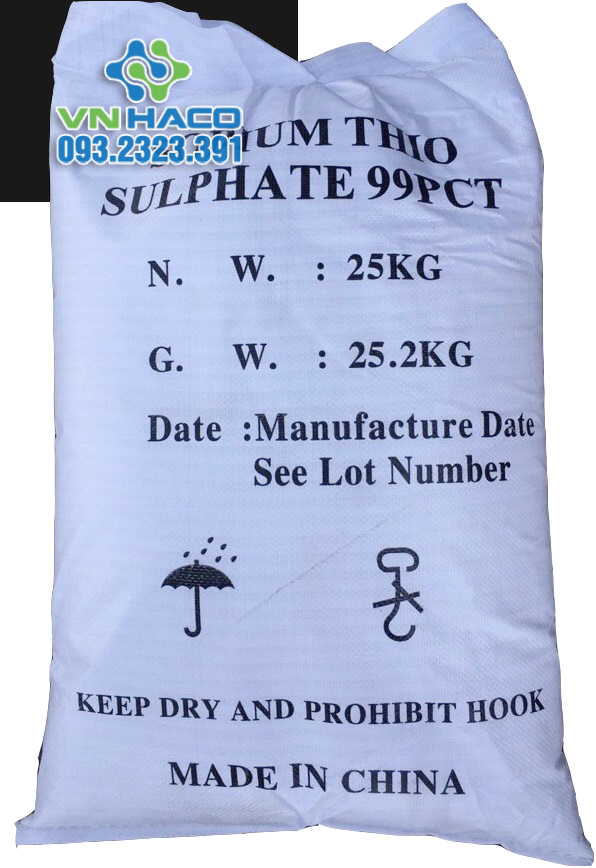 VNHACO
093.2323.391
THIO
SULPHATE 99PCT
N. W. : 25KG
G. W. : 25.2KG
Date :Manufacture Date
See Lot Number
KEEP DRY AND PROHIBIT HOOK
MADE IN CHINA